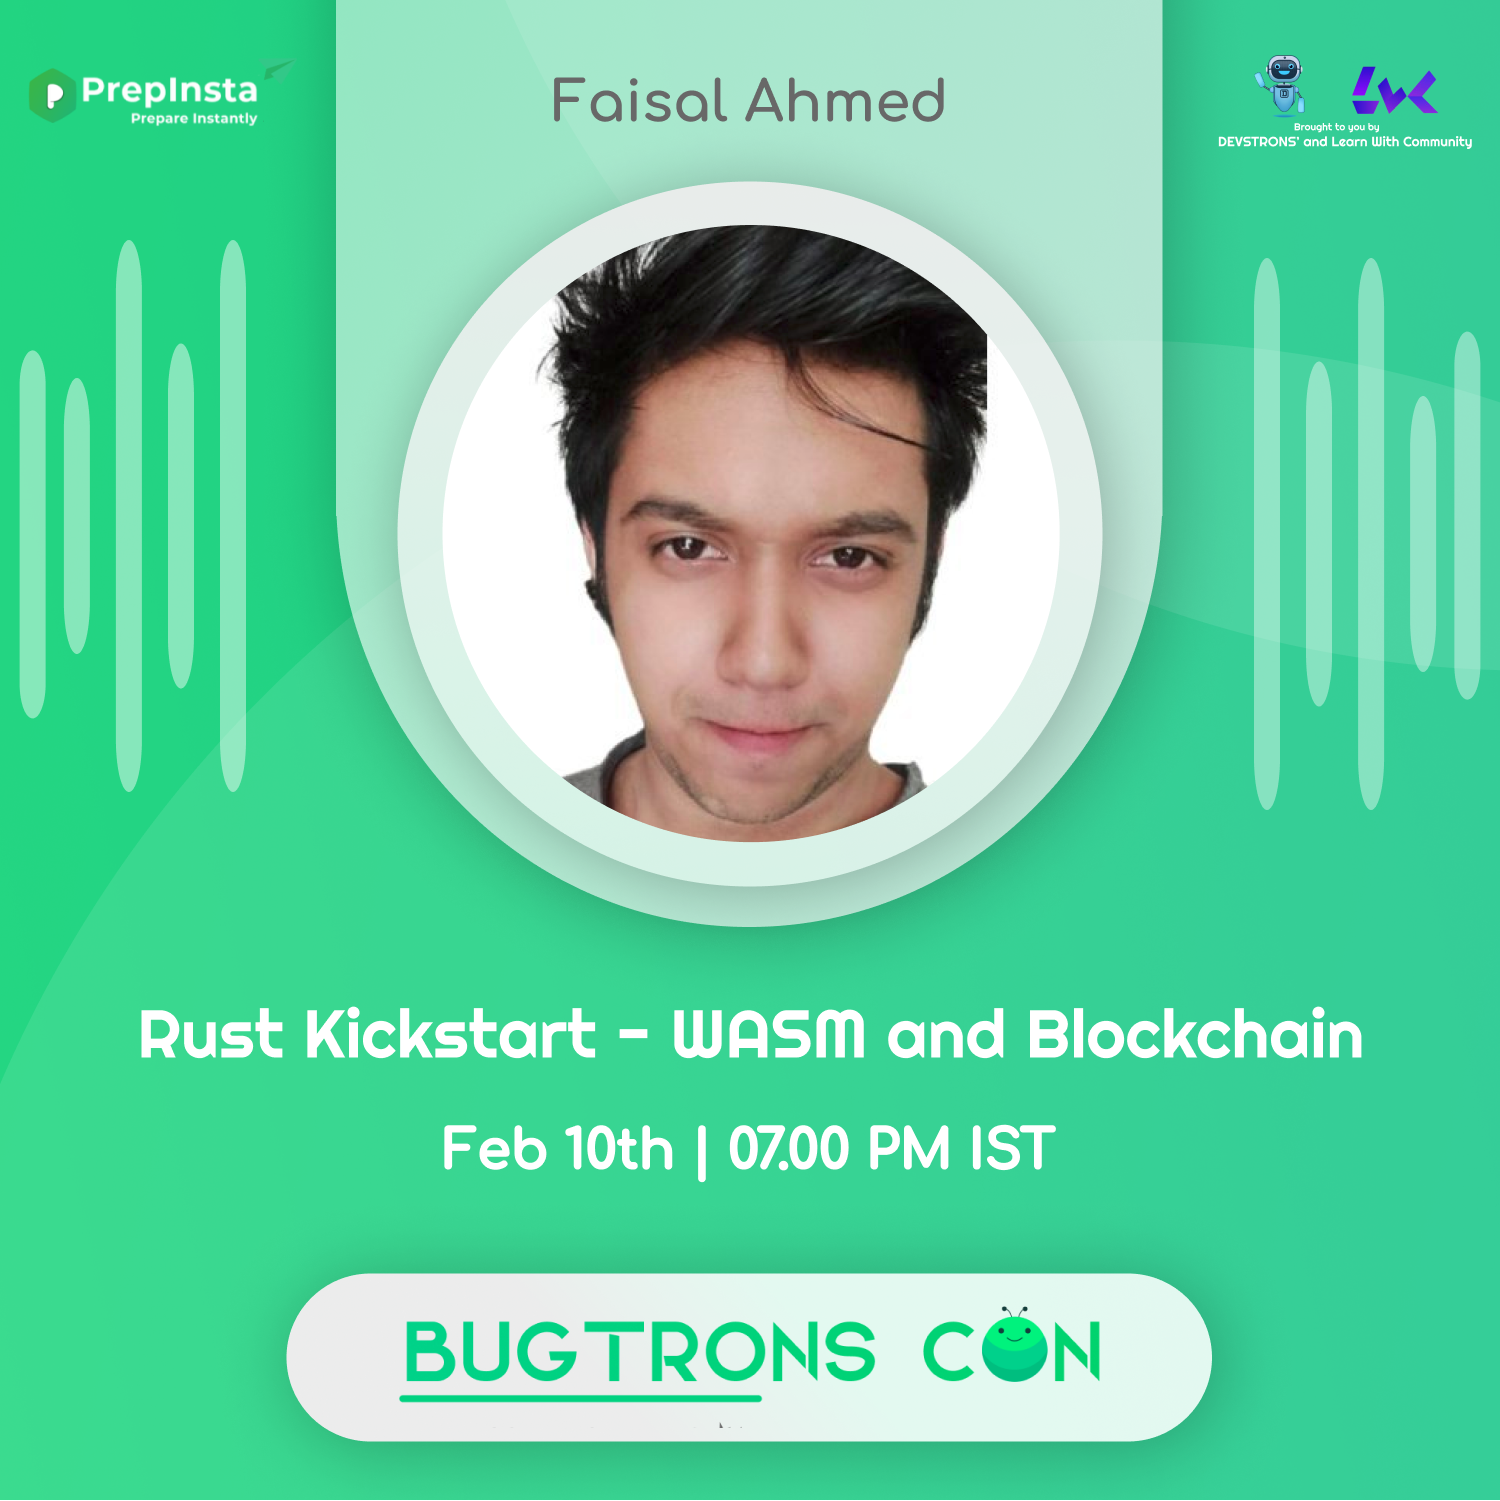 PrepInsta
Prepare Instantly
Faisal Ahmed
Brought to you by
DEVSTRONS' and Learn With Community
Rust Kickstart - WASM and Blockchain
Feb 10th | 07.00 PM IST
BUGTRONS CON